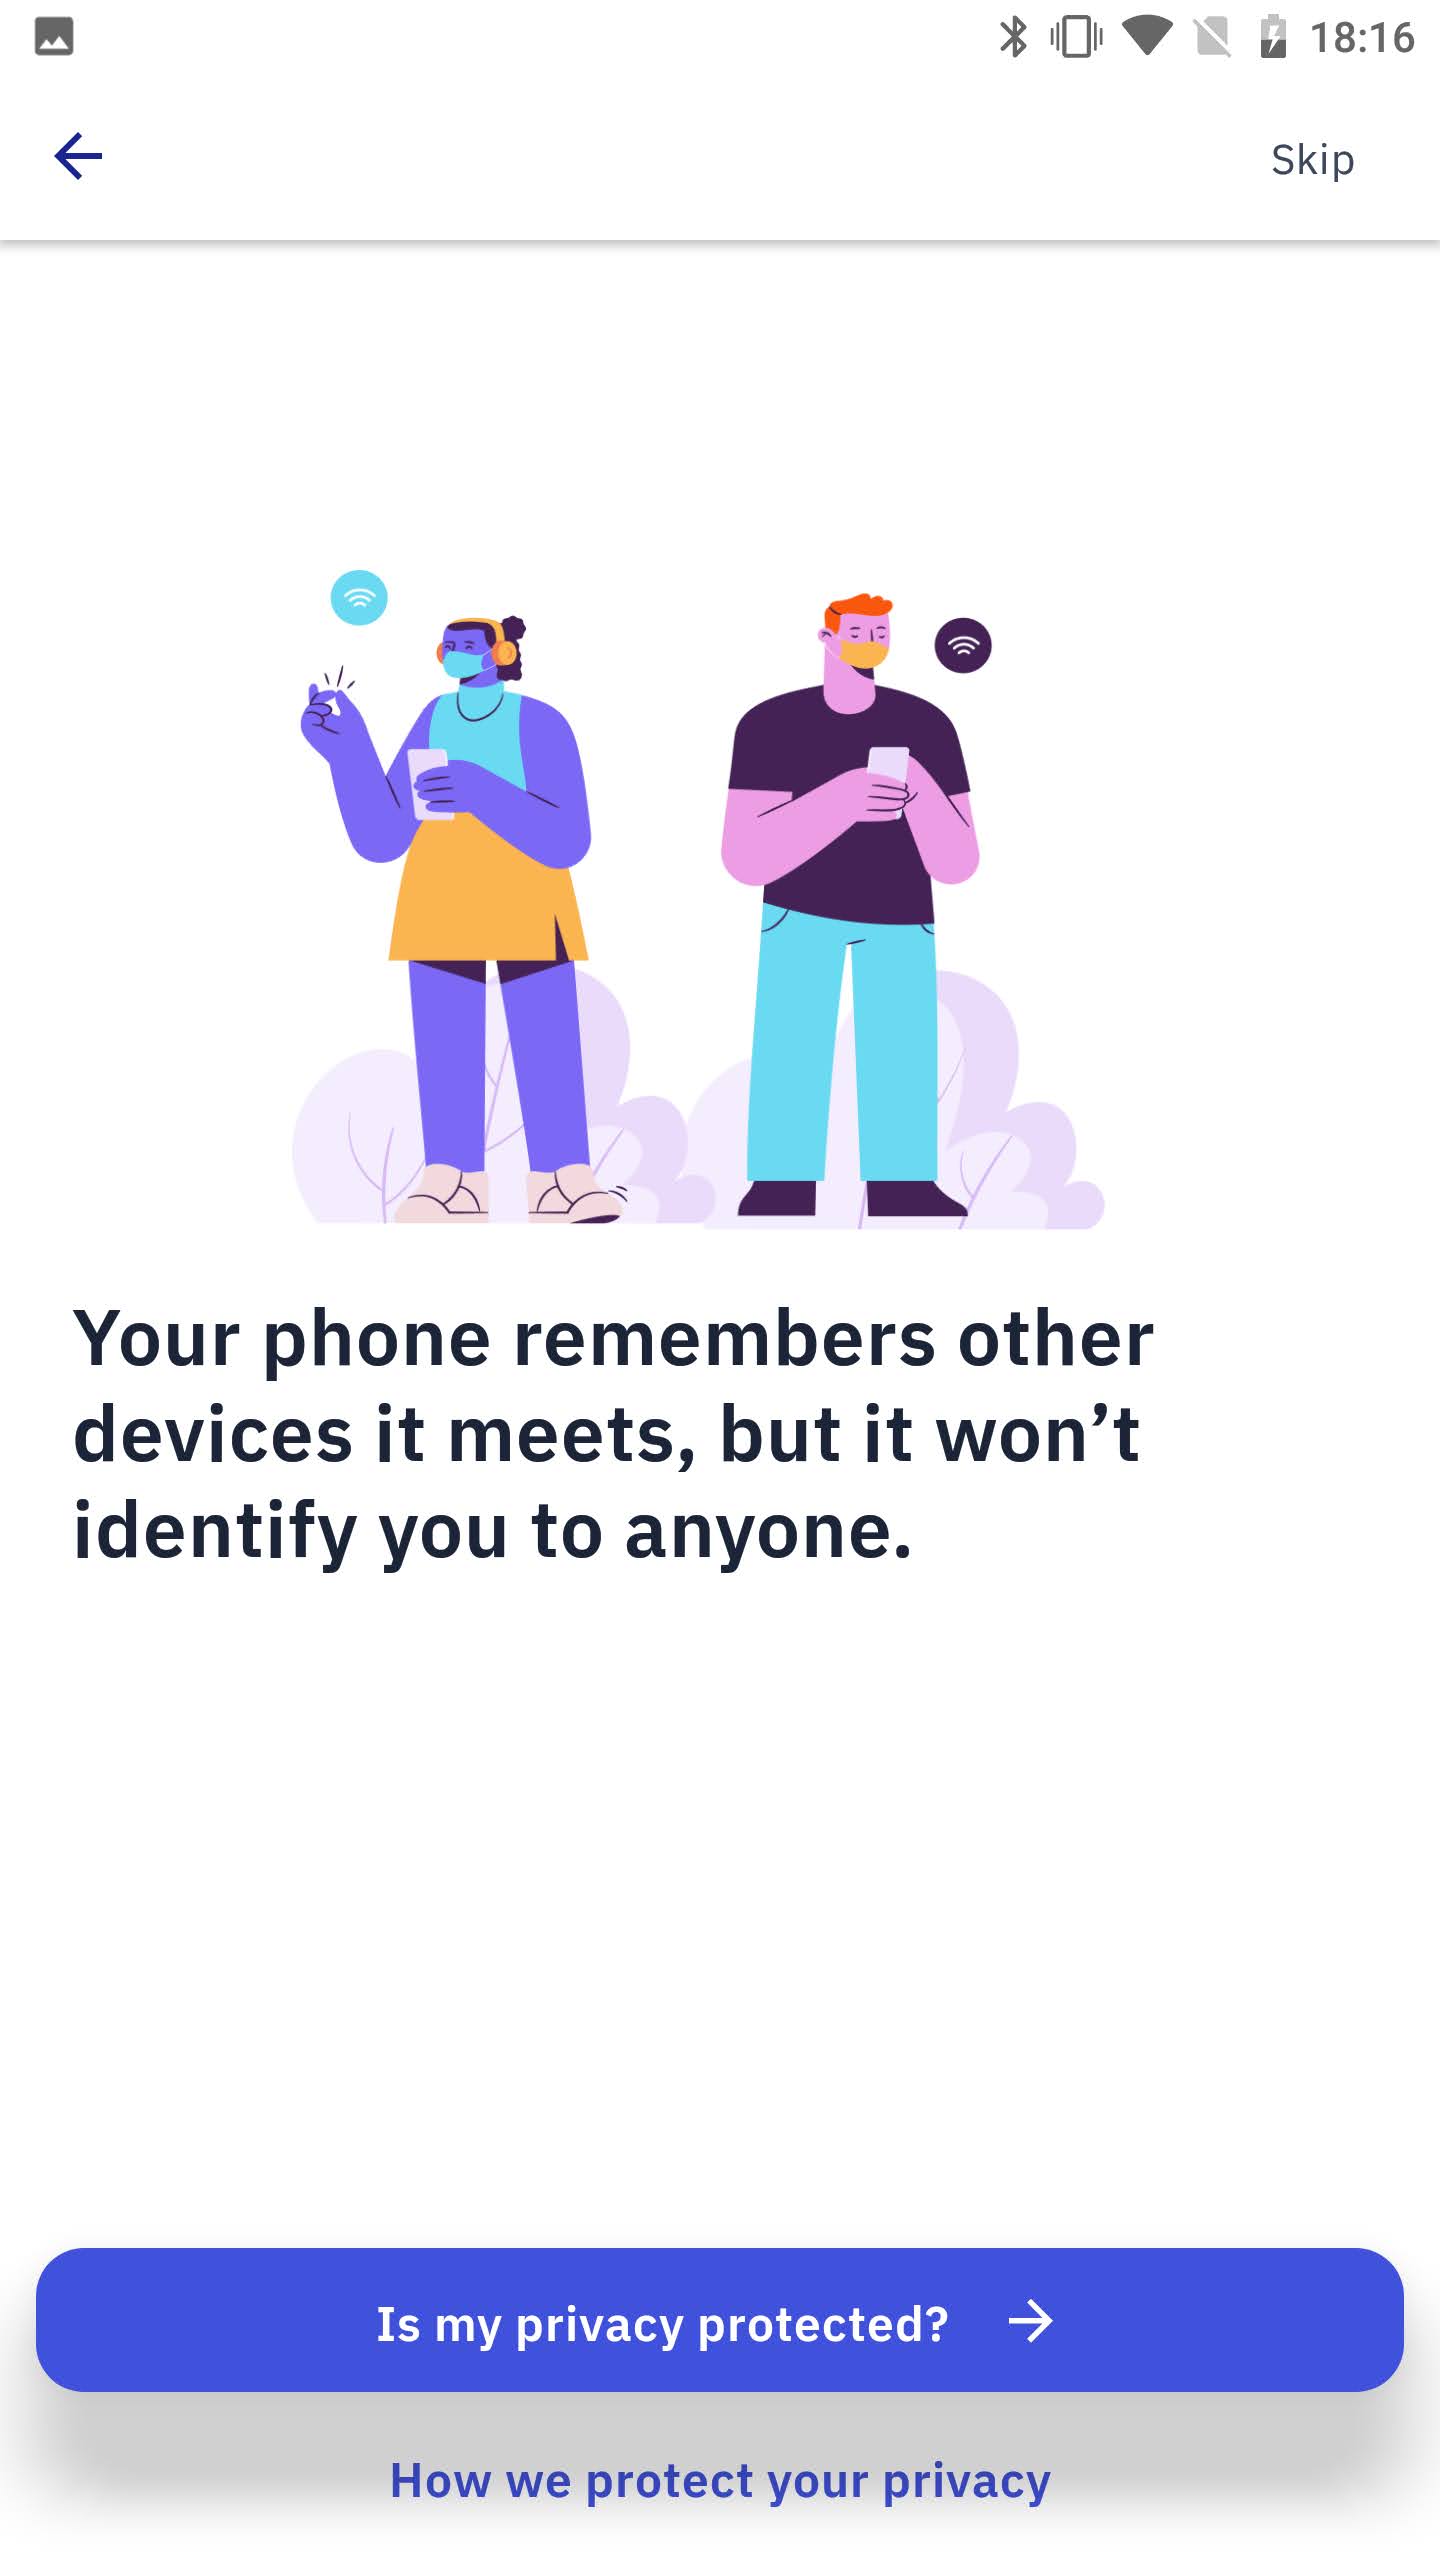 18:16
Skip
Your phone remembers other
devices it meets, but it won’t
identify you to anyone.
Is my privacy protected?
How we protect your privacy